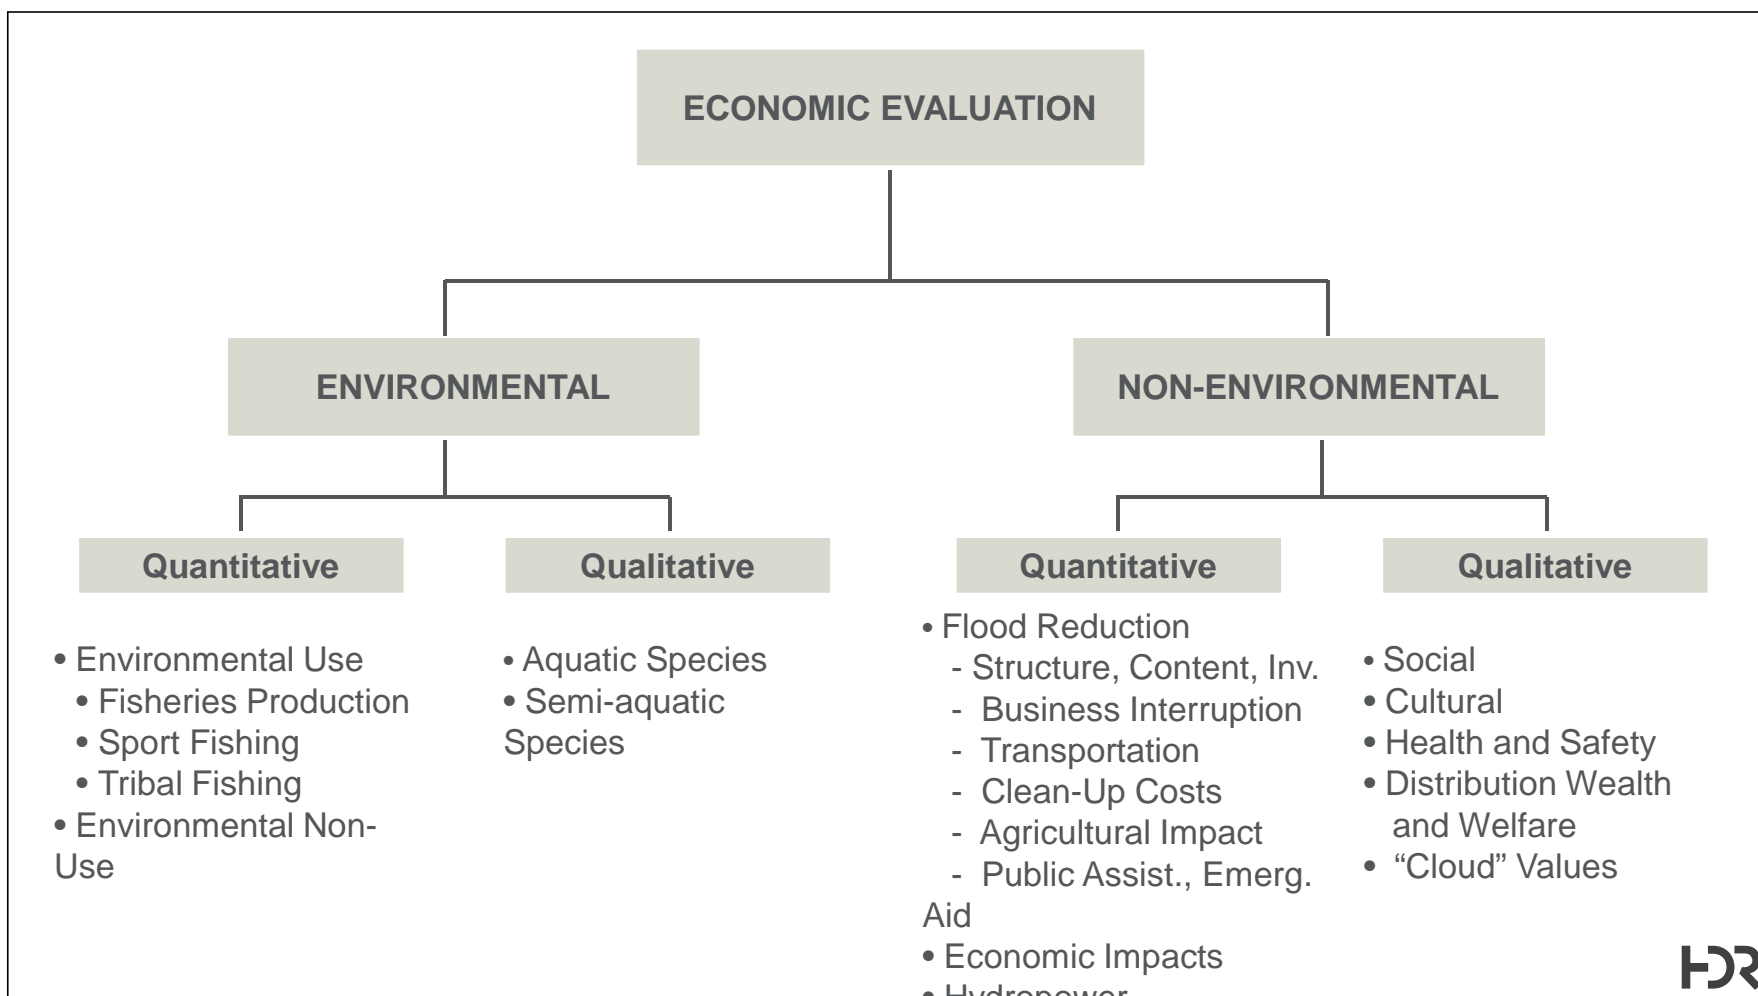 ECONOMIC EVALUATION
ENVIRONMENTAL
NON-ENVIRONMENTAL
Quantitative
• Environmental Use
• Fisheries Production
• Sport Fishing
• Tribal Fishing
• Environmental Non-
Use
Qualitative
• Aquatic Species
• Semi-aquatic
Species
Quantitative
• Flood Reduction
- Structure, Content, Inv.
- Business Interruption
- Transportation
- Clean-Up Costs
- Agricultural Impact
- Public Assist., Emerg.
Aid
• Economic Impacts
• Hydropower
Qualitative
• Social
• Cultural
• Health and Safety
• Distribution Wealth
and Welfare
• “Cloud” Values
HDR